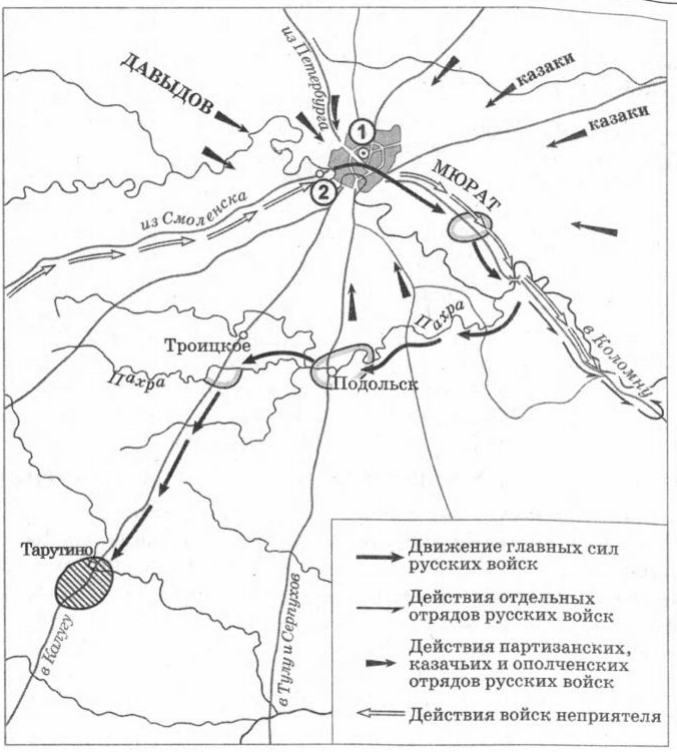 из Петербурга
ДАВЫДОВ
казаки
казаки
1
2
МЮРАТ
из Смоленска
Пахра
в Коломну
Троицкое
Пахра
Подольск
Тарутино
в Калугу
в Тулу и Серпухов
Движение главных сил
русских войск
Действия отдельных
отрядов русских войск
Действия партизанских,
казачьих и ополченских
отрядов русских войск
Действия войск неприятеля